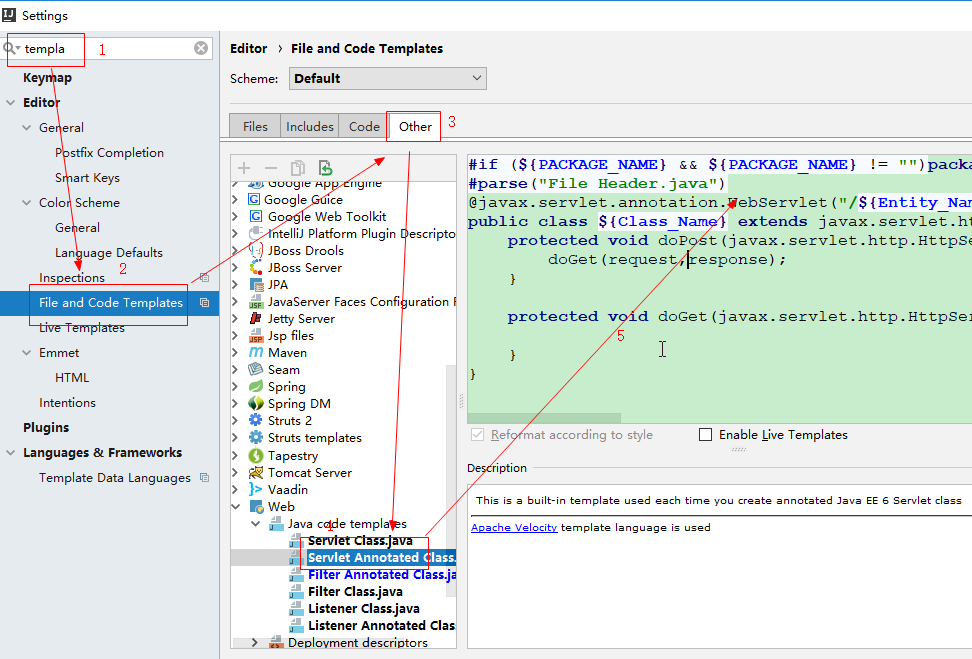 Settings
templa
1
Keymap
Editor
General
Postfix Completion
Smart Keys
Color Scheme
General
Language Defaults
Inspections
2
File and Code Templates
Live Templates
Emmet
HTML
Intentions
Plugins
Languages & Frameworks
Template Data Languages
Editor › File and Code Templates
Scheme: Default
Files Includes Code Other 3
Google App Engine
Google Guice
Google Web Toolkit
IntelliJ Platform Plugin Descripto
JBoss Drools
JBoss Server
JPA
JavaServer Faces Configuration F
Jetty Server
Jsp files
Maven
Seam
Spring
Spring DM
Struts 2
Struts templates
Tapestry
Tomcat Server
Vaadin
Web
Java code templates
4
Servlet Class.java
Servlet Annotated Class.
Filter Annotated Class.ja
Filter Class.java
Listener Class.java
Listener Annotated Clas
Deployment descriptors
#if (${PACKAGE_NAME} && ${PACKAGE_NAME} != "")packa
#parse("File Header.java")
@javax.servlet.annotation.WebServlet("/${Entity_Nam
public class ${Class_Name} extends javax.servlet.ht
protected void doPost(javax.servlet.http.HttpSe
doGet(request,response);
}
protected void doGet(javax.servlet.http.HttpSer
5
}
}
Reformat according to style Enable Live Templates
Description
This is a built-in template used each time you create annotated Java EE 6 Servlet class
Apache Velocity template language is used